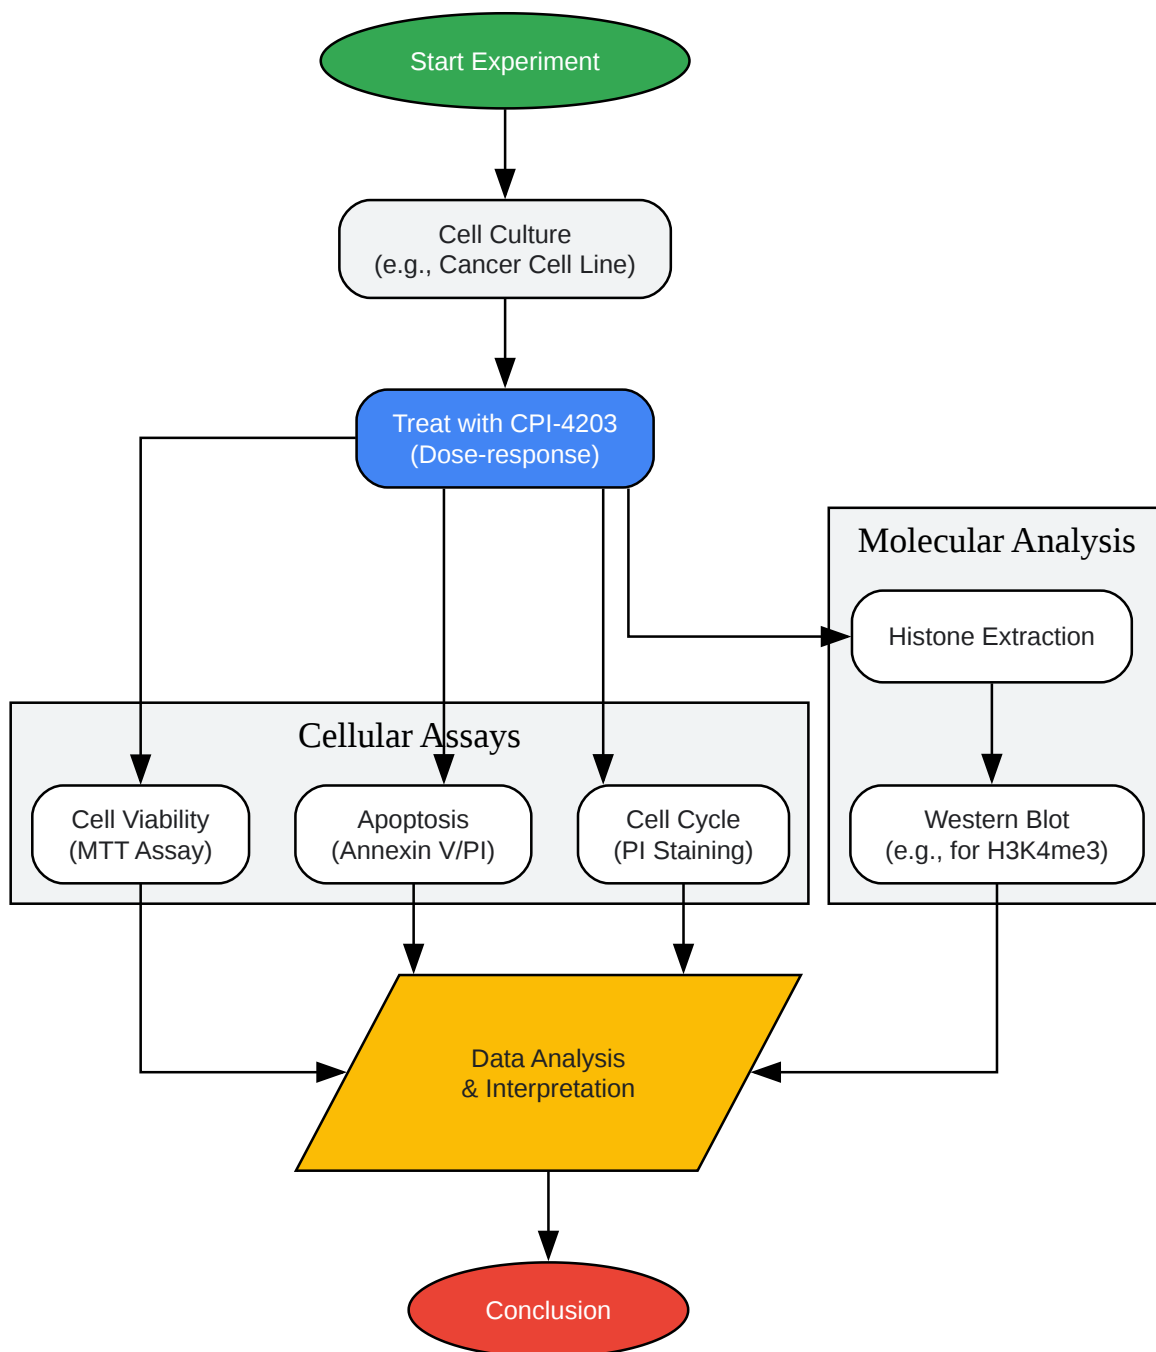 Start Experiment
Cell Culture
(e.g., Cancer Cell Line)
Treat with CPI-4203
(Dose-response)
Molecular Analysis
Histone Extraction
Cellular Assays
Cell Viability
(MTT Assay)
Apoptosis
(Annexin V/PI)
Cell Cycle
(PI Staining)
Western Blot
(e.g., for H3K4me3)
Data Analysis
& Interpretation
Conclusion